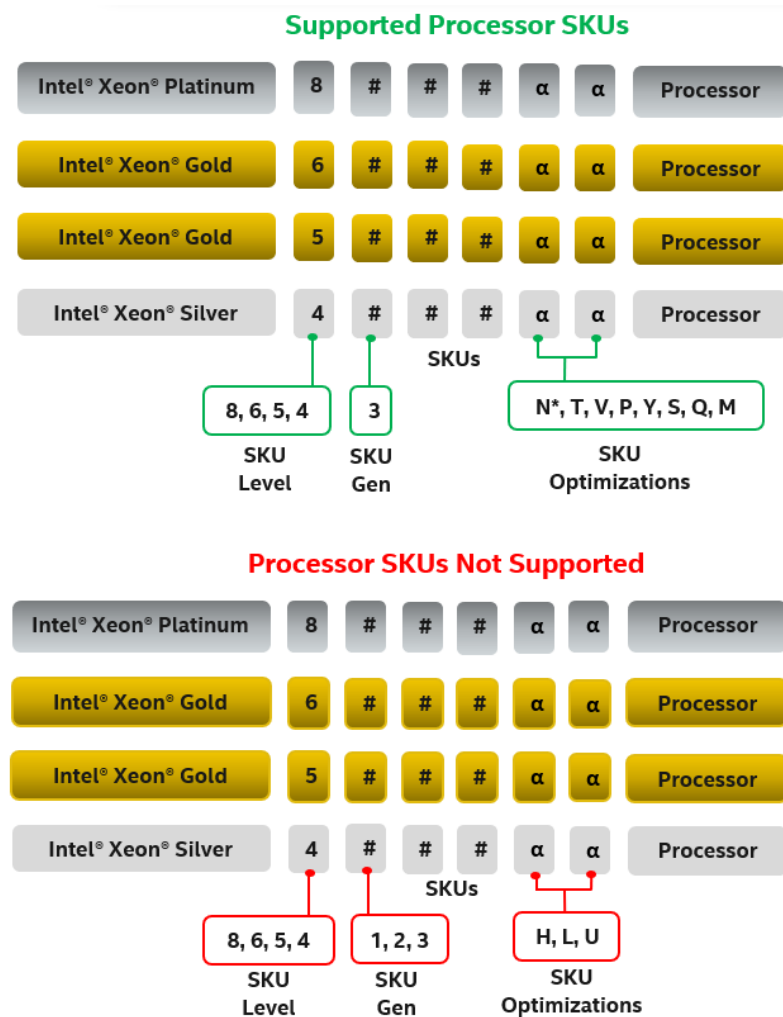 Supported Processor SKUs
Intel® Xeon® Platinum 8 # # # α α Processor
Intel® Xeon® Gold 6 # # # α α Processor
Intel® Xeon® Gold 5 # # # α α Processor
Intel® Xeon® Silver 4 # # # α α Processor
SKUs
8, 6, 5, 4 3 N*, T, V, P, Y, S, Q, M
SKU SKU SKU
Level Gen Optimizations
Processor SKUs Not Supported
Intel® Xeon® Platinum 8 # # # α α Processor
Intel® Xeon® Gold 6 # # # α α Processor
Intel® Xeon® Gold 5 # # # α α Processor
Intel® Xeon® Silver 4 # # # α α Processor
SKUs
8, 6, 5, 4 1, 2, 3 H, L, U
SKU SKU SKU
Level Gen Optimizations